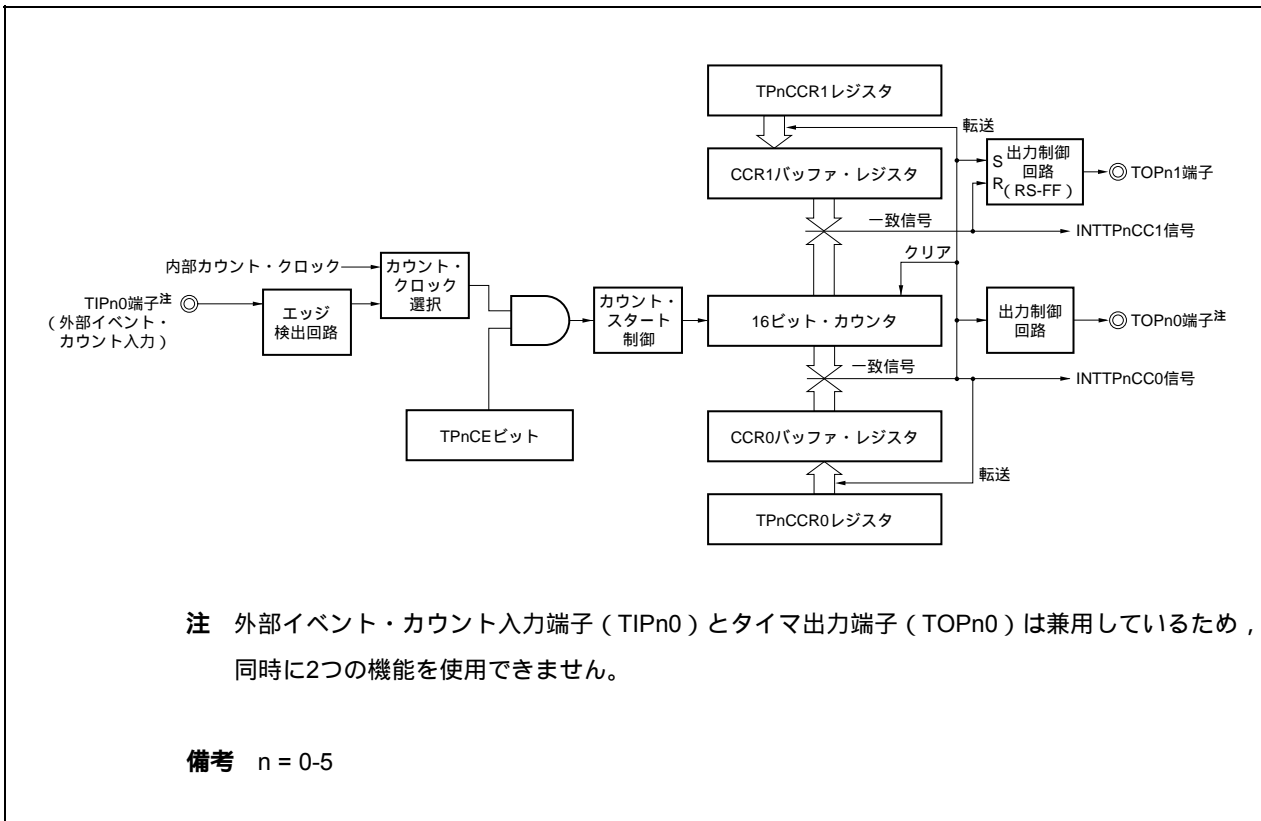 TPnCCR1レジスタ
転送
CCR1バッファ・レジスタ
S 出力制御
回路
R(RS-FF)
TOPn1端子
一致信号
INTTPnCC1信号
クリア
内部カウント・クロック
カウント・
クロック
選択
TIPn0端子注
(外部イベント・
カウント入力)
エッジ
検出回路
カウント・
スタート
制御
16ビット・カウンタ
出力制御
回路
TOPn0端子注
一致信号
INTTPnCC0信号
TPnCEビット
CCR0バッファ・レジスタ
転送
TPnCCR0レジスタ
注 外部イベント・カウント入力端子(TIPn0)とタイマ出力端子(TOPn0)は兼用しているため,
同時に2つの機能を使用できません。
備考 n = 0-5